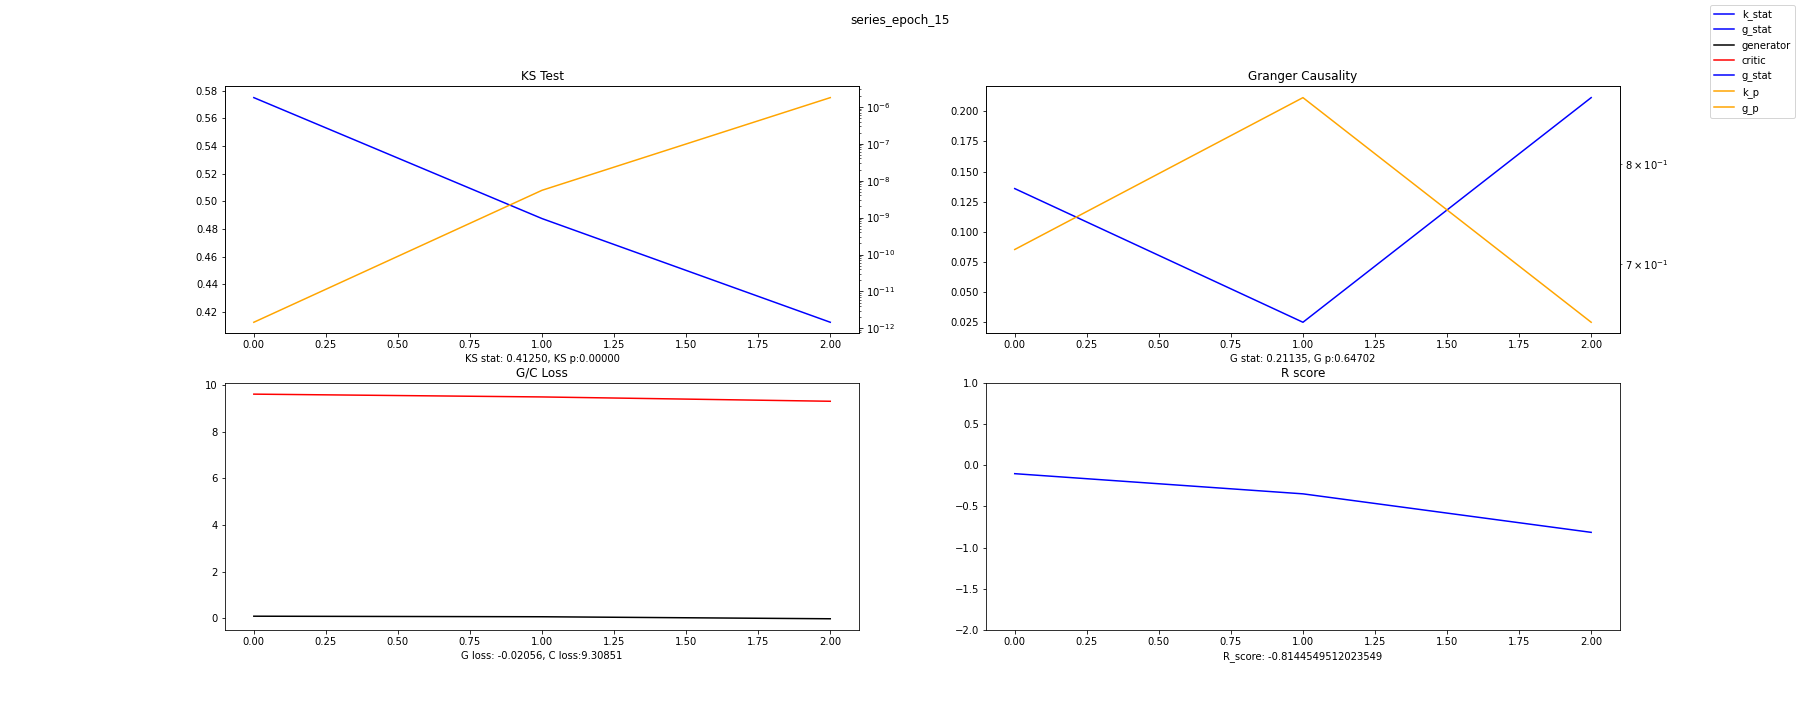 series_epoch_15
k_stat
g_stat
generator
critic
g_stat
k_p
g_p
KS Test
0.58
0.56
0.54
0.52
0.50
0.48
0.46
0.44
0.42
10⁻⁶
10⁻⁷
10⁻⁸
10⁻⁹
10⁻¹⁰
10⁻¹¹
10⁻¹²
0.00 0.25 0.50 0.75 1.00 1.25 1.50 1.75 2.00
KS stat: 0.41250, KS p:0.00000
Granger Causality
0.200
0.175
0.150
0.125
0.100
0.075
0.050
0.025
8 × 10⁻¹
7 × 10⁻¹
0.00 0.25 0.50 0.75 1.00 1.25 1.50 1.75 2.00
G stat: 0.21135, G p:0.64702
G/C Loss
10
8
6
4
2
0
0.00 0.25 0.50 0.75 1.00 1.25 1.50 1.75 2.00
G loss: -0.02056, C loss:9.30851
R score
1.0
0.5
0.0
−0.5
−1.0
−1.5
−2.0
0.00 0.25 0.50 0.75 1.00 1.25 1.50 1.75 2.00
R_score: -0.8144549512023549